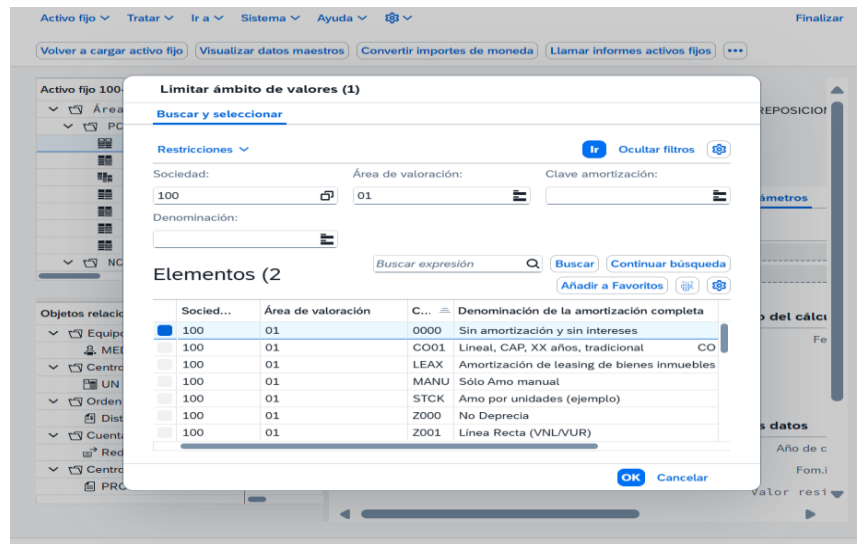 Activo fijo Tratar Ir a Sistema Ayuda Finalizar
Volver a cargar activo fijo Visualizar datos maestros Convertir importes de moneda Llamar informes activos fijos
Activo fijo 100-
Área
PC
NC
Objetos relacio
Equipo
MED
Centro
UN
Orden
Dist
Cuenta
Red
Centro
PRO
Limitar ámbito de valores (1)
Buscar y seleccionar
Restricciones Ir Ocultar filtros
Sociedad: Área de valoración: Clave amortización:
100 01
Denominación:
Buscar expresión Buscar Continuar búsqueda
Elementos (2
Añadir a Favoritos
Socied... Área de valoración C... Denominación de la amortización completa
100 01 0000 Sin amortización y sin intereses
100 01 CO01 Lineal, CAP, XX años, tradicional CO
100 01 LEAX Amortización de leasing de bienes inmuebles
100 01 MANU Sólo Amo manual
100 01 STCK Amo por unidades (ejemplo)
100 01 Z000 No Deprecia
100 01 Z001 Línea Recta (VNL/VUR)
OK Cancelar
REPOSICION
ámetros
del cálcu
Fe
s datos
Año de c
Fom.i
Valor resi